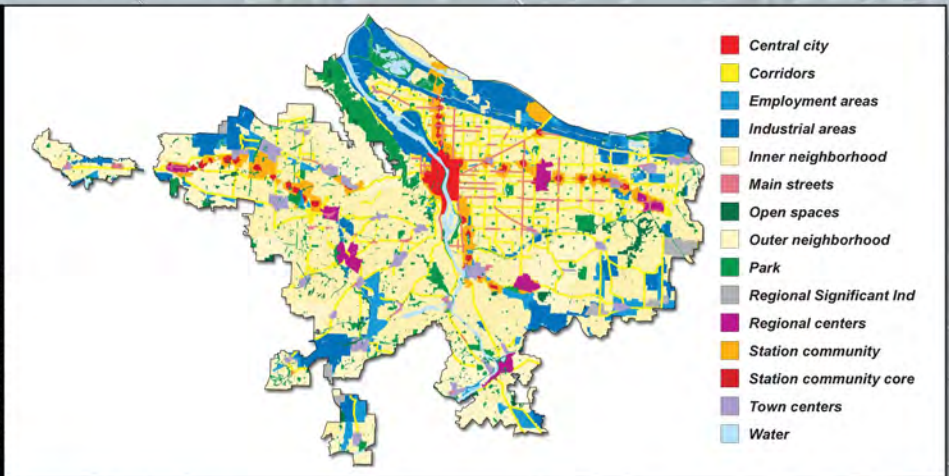 Central city
Corridors
Employment areas
Industrial areas
Inner neighborhood
Main streets
Open spaces
Outer neighborhood
Park
Regional Significant Ind
Regional centers
Station community
Station community core
Town centers
Water